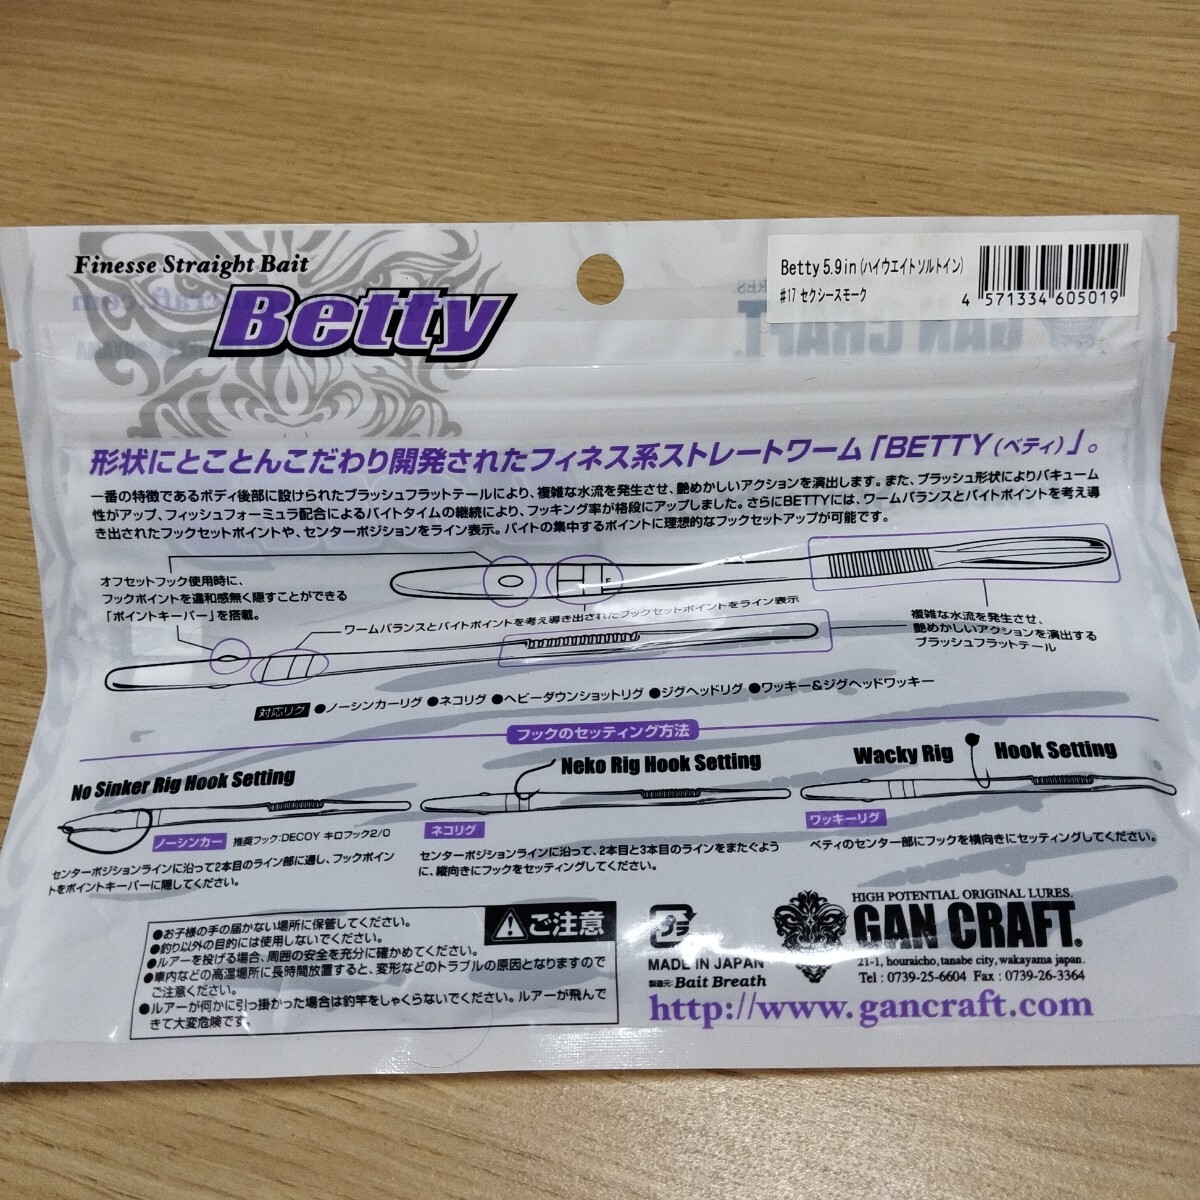 Finesse Straight Bait
Betty
Betty 5.9in (ハイウエイトソルトイン)
#17 セクシースモーク
4 571334 605019
形状にとことんこだわり開発されたフィネス系ストレートワーム「BETTY(ベティ)」。
一番の特徴であるボディ後部に設けられたブラッシュフラットテールにより、複雑な水流を発生させ、艶めかしいアクションを演出します。また、ブラッシュ形状によりバキューム
性がアップ、フィッシュフォーミュラ配合によるバイトタイムの継続により、フッキング率が格段にアップしました。さらにBETTYには、ワームバランスとバイトポイントを考え導
き出されたフックセットポイントや、センターポジションをライン表示。バイトの集中するポイントに理想的なフックセットアップが可能です。
オフセットフック使用時に、
フックポイントを違和感無く隠すことができる
「ポイントキーパー」を搭載。
ワームバランスとバイトポイントを考え導き出されたフックセットポイントをライン表示
複雑な水流を発生させ、
艶めかしいアクションを演出する
ブラッシュフラットテール
対応リグ ●ノーシンカーリグ ●ネコリグ ●ヘビーダウンショットリグ ●ジグヘッドリグ ●ワッキー&ジグヘッドワッキー
フックのセッティング方法
No Sinker Rig Hook Setting
ノーシンカー 推奨フック:DECOY キロフック2/0
センターポジションラインに沿って2本目のライン部に通し、フックポイン
トをポイントキーパーに隠してください。
Neko Rig Hook Setting
ネコリグ
センターポジションラインに沿って、2本目と3本目のラインをまたぐよう
に、縦向きにフックをセッティングしてください。
Wacky Rig Hook Setting
ワッキーリグ
ベティのセンター部にフックを横向きにセッティングしてください。
ご注意
●お子様の手の届かない場所に保管してください。
●釣り以外の目的には使用しないでください。
●ルアーを投げる場合、周囲の安全を充分に確かめてください。
●車内などの高温場所に長時間放置すると、変形などのトラブルの原因となりますので
ご注意ください。
●ルアーが何かに引っ掛かった場合は釣竿をしゃくらないでください。ルアーが飛んで
きて大変危険です。
プラ
MADE IN JAPAN
製造元: Bait Breath
HIGH POTENTIAL ORIGINAL LURES.
GAN CRAFT®
21-1, houraicho, tanabe city, wakayama japan.
Tel : 0739-25-6604 Fax : 0739-26-3364
http://www.gancraft.com